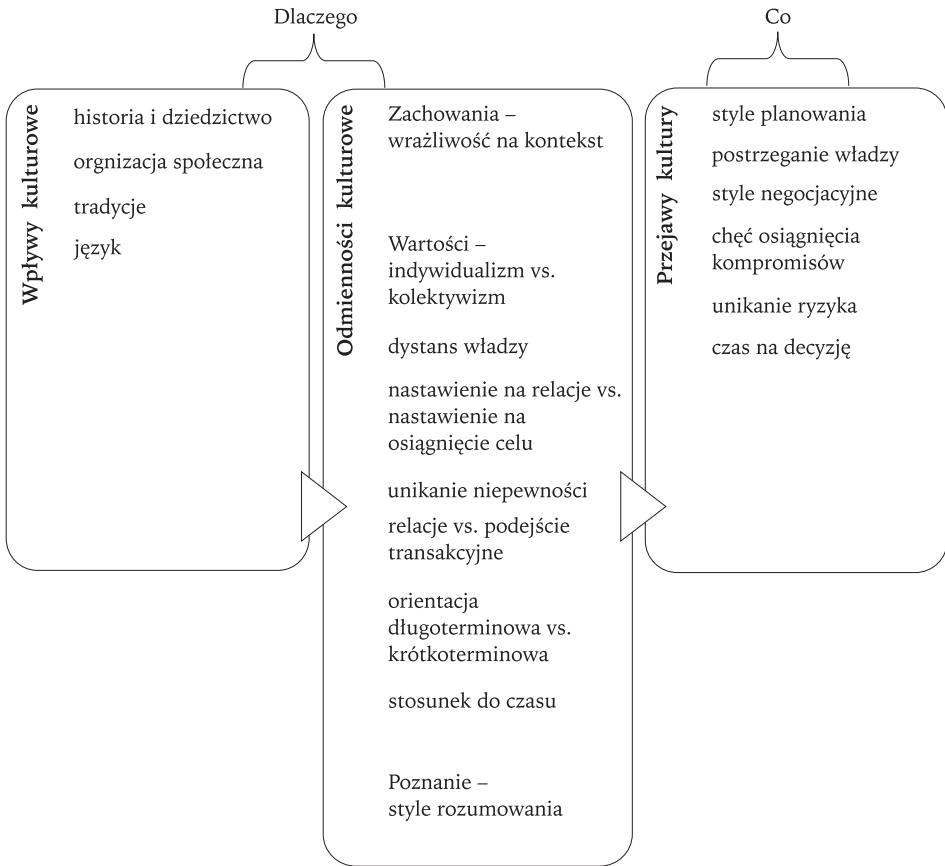 Dlaczego
Co
Wpływy kulturowe
historia i dziedzictwo
orgnizacja społeczna
tradycje
język
Odmienności kulturowe
Zachowania –
wrażliwość na kontekst
Wartości –
indywidualizm vs.
kolektywizm
dystans władzy
nastawienie na relacje vs.
nastawienie na
osiągnięcie celu
unikanie niepewności
relacje vs. podejście
transakcyjne
orientacja
długoterminowa vs.
krótkoterminowa
stosunek do czasu
Poznanie –
style rozumowania
Przejawy kultury
style planowania
postrzeganie władzy
style negocjacyjne
chęć osiągnięcia
kompromisów
unikanie ryzyka
czas na decyzję